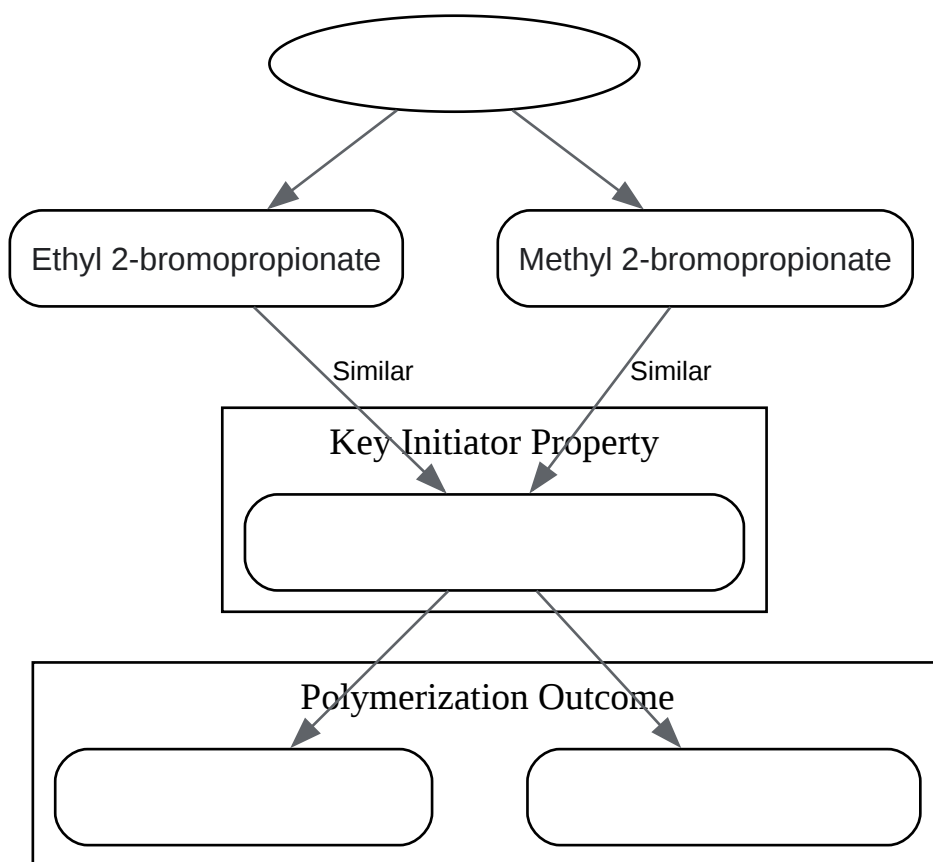 Ethyl 2-bromopropionate
Methyl 2-bromopropionate
Similar
Similar
Key Initiator Property
Polymerization Outcome